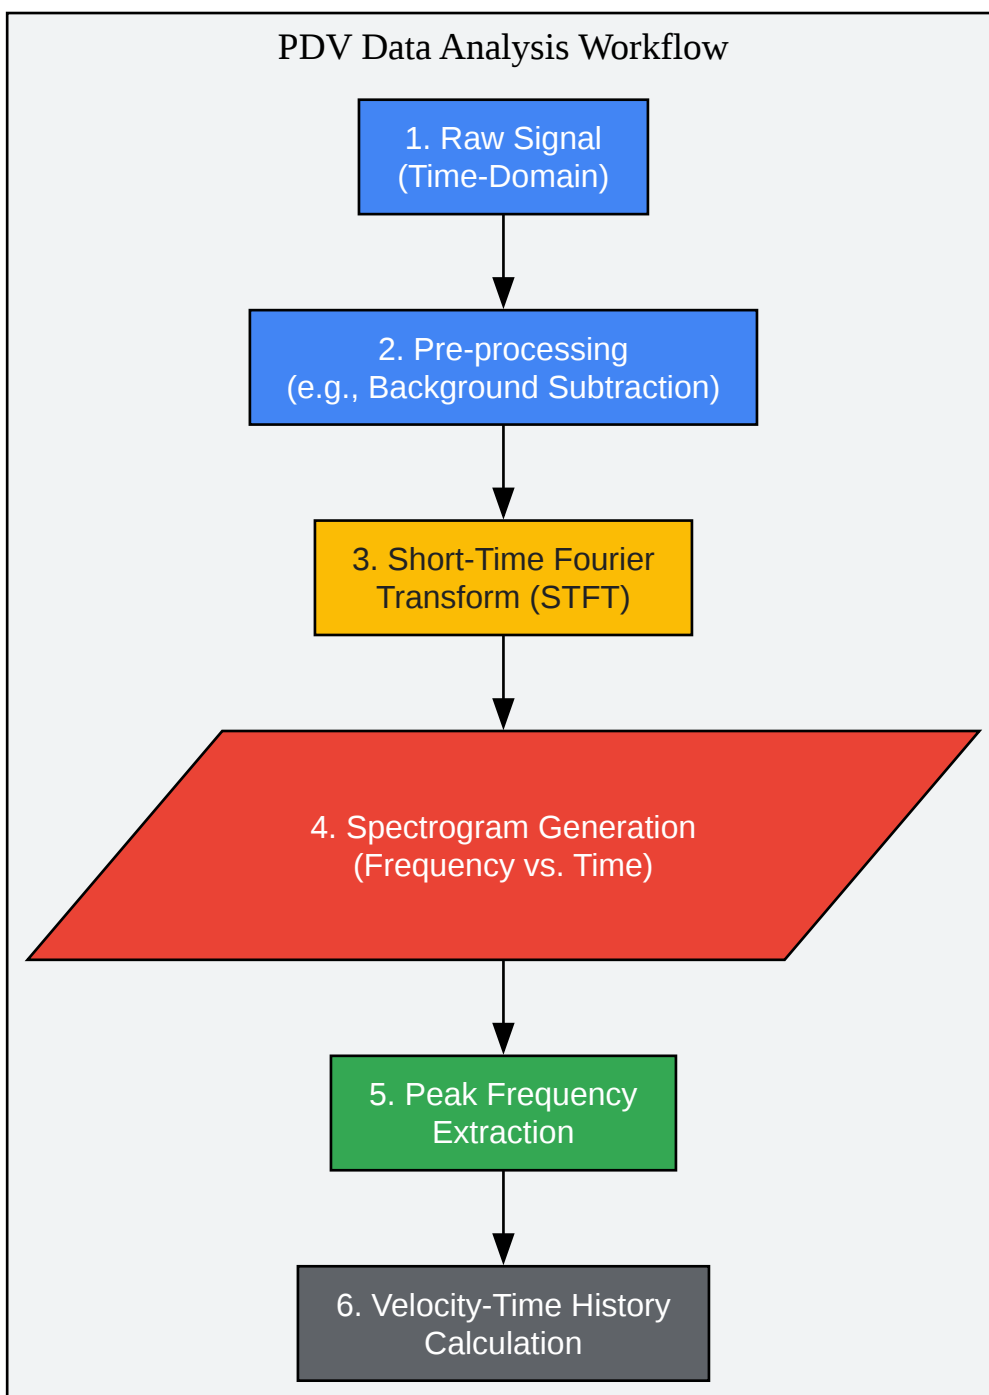 PDV Data Analysis Workflow
1. Raw Signal
(Time-Domain)
2. Pre-processing
(e.g., Background Subtraction)
3. Short-Time Fourier
Transform (STFT)
4. Spectrogram Generation
(Frequency vs. Time)
5. Peak Frequency
Extraction
6. Velocity-Time History
Calculation